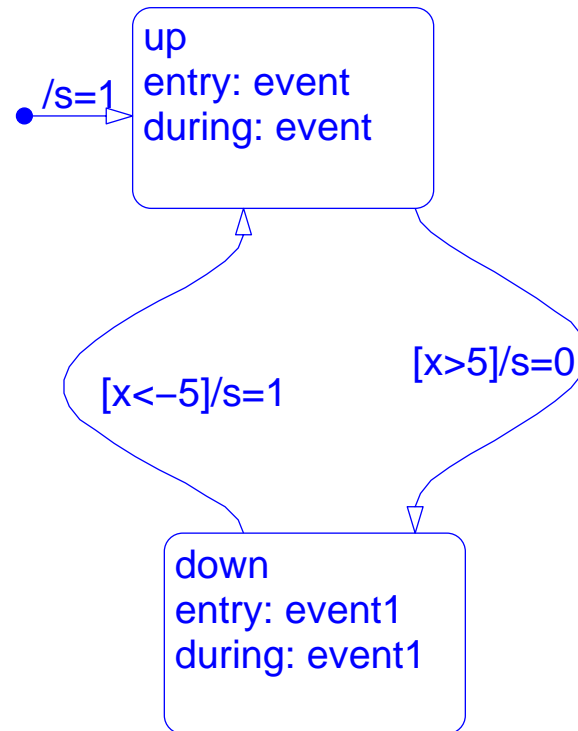 up
entry: event
during: event
/s=1
[x>5]/s=0
[x<−5]/s=1
down
entry: event1
during: event1